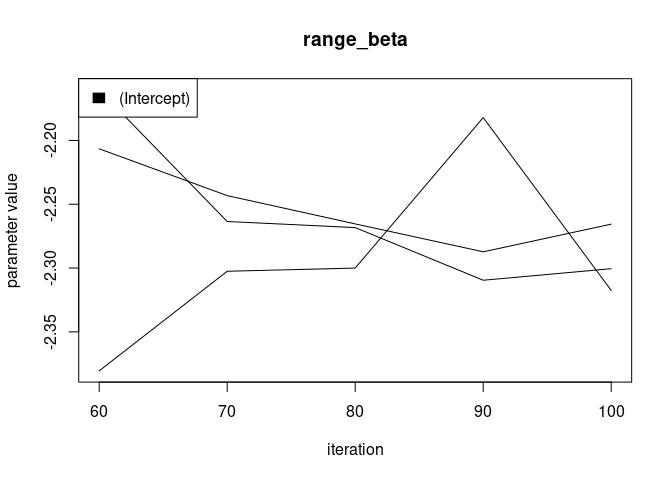 range_beta
(Intercept)
parameter value
-2.20
-2.25
-2.30
-2.35
60 70 80 90 100
iteration